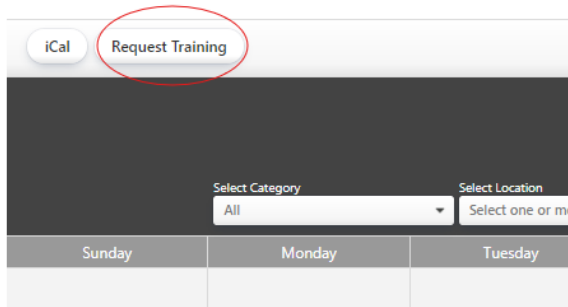 iCal Request Training
Select Category Select Location
All Select one or
Sunday Monday Tuesday